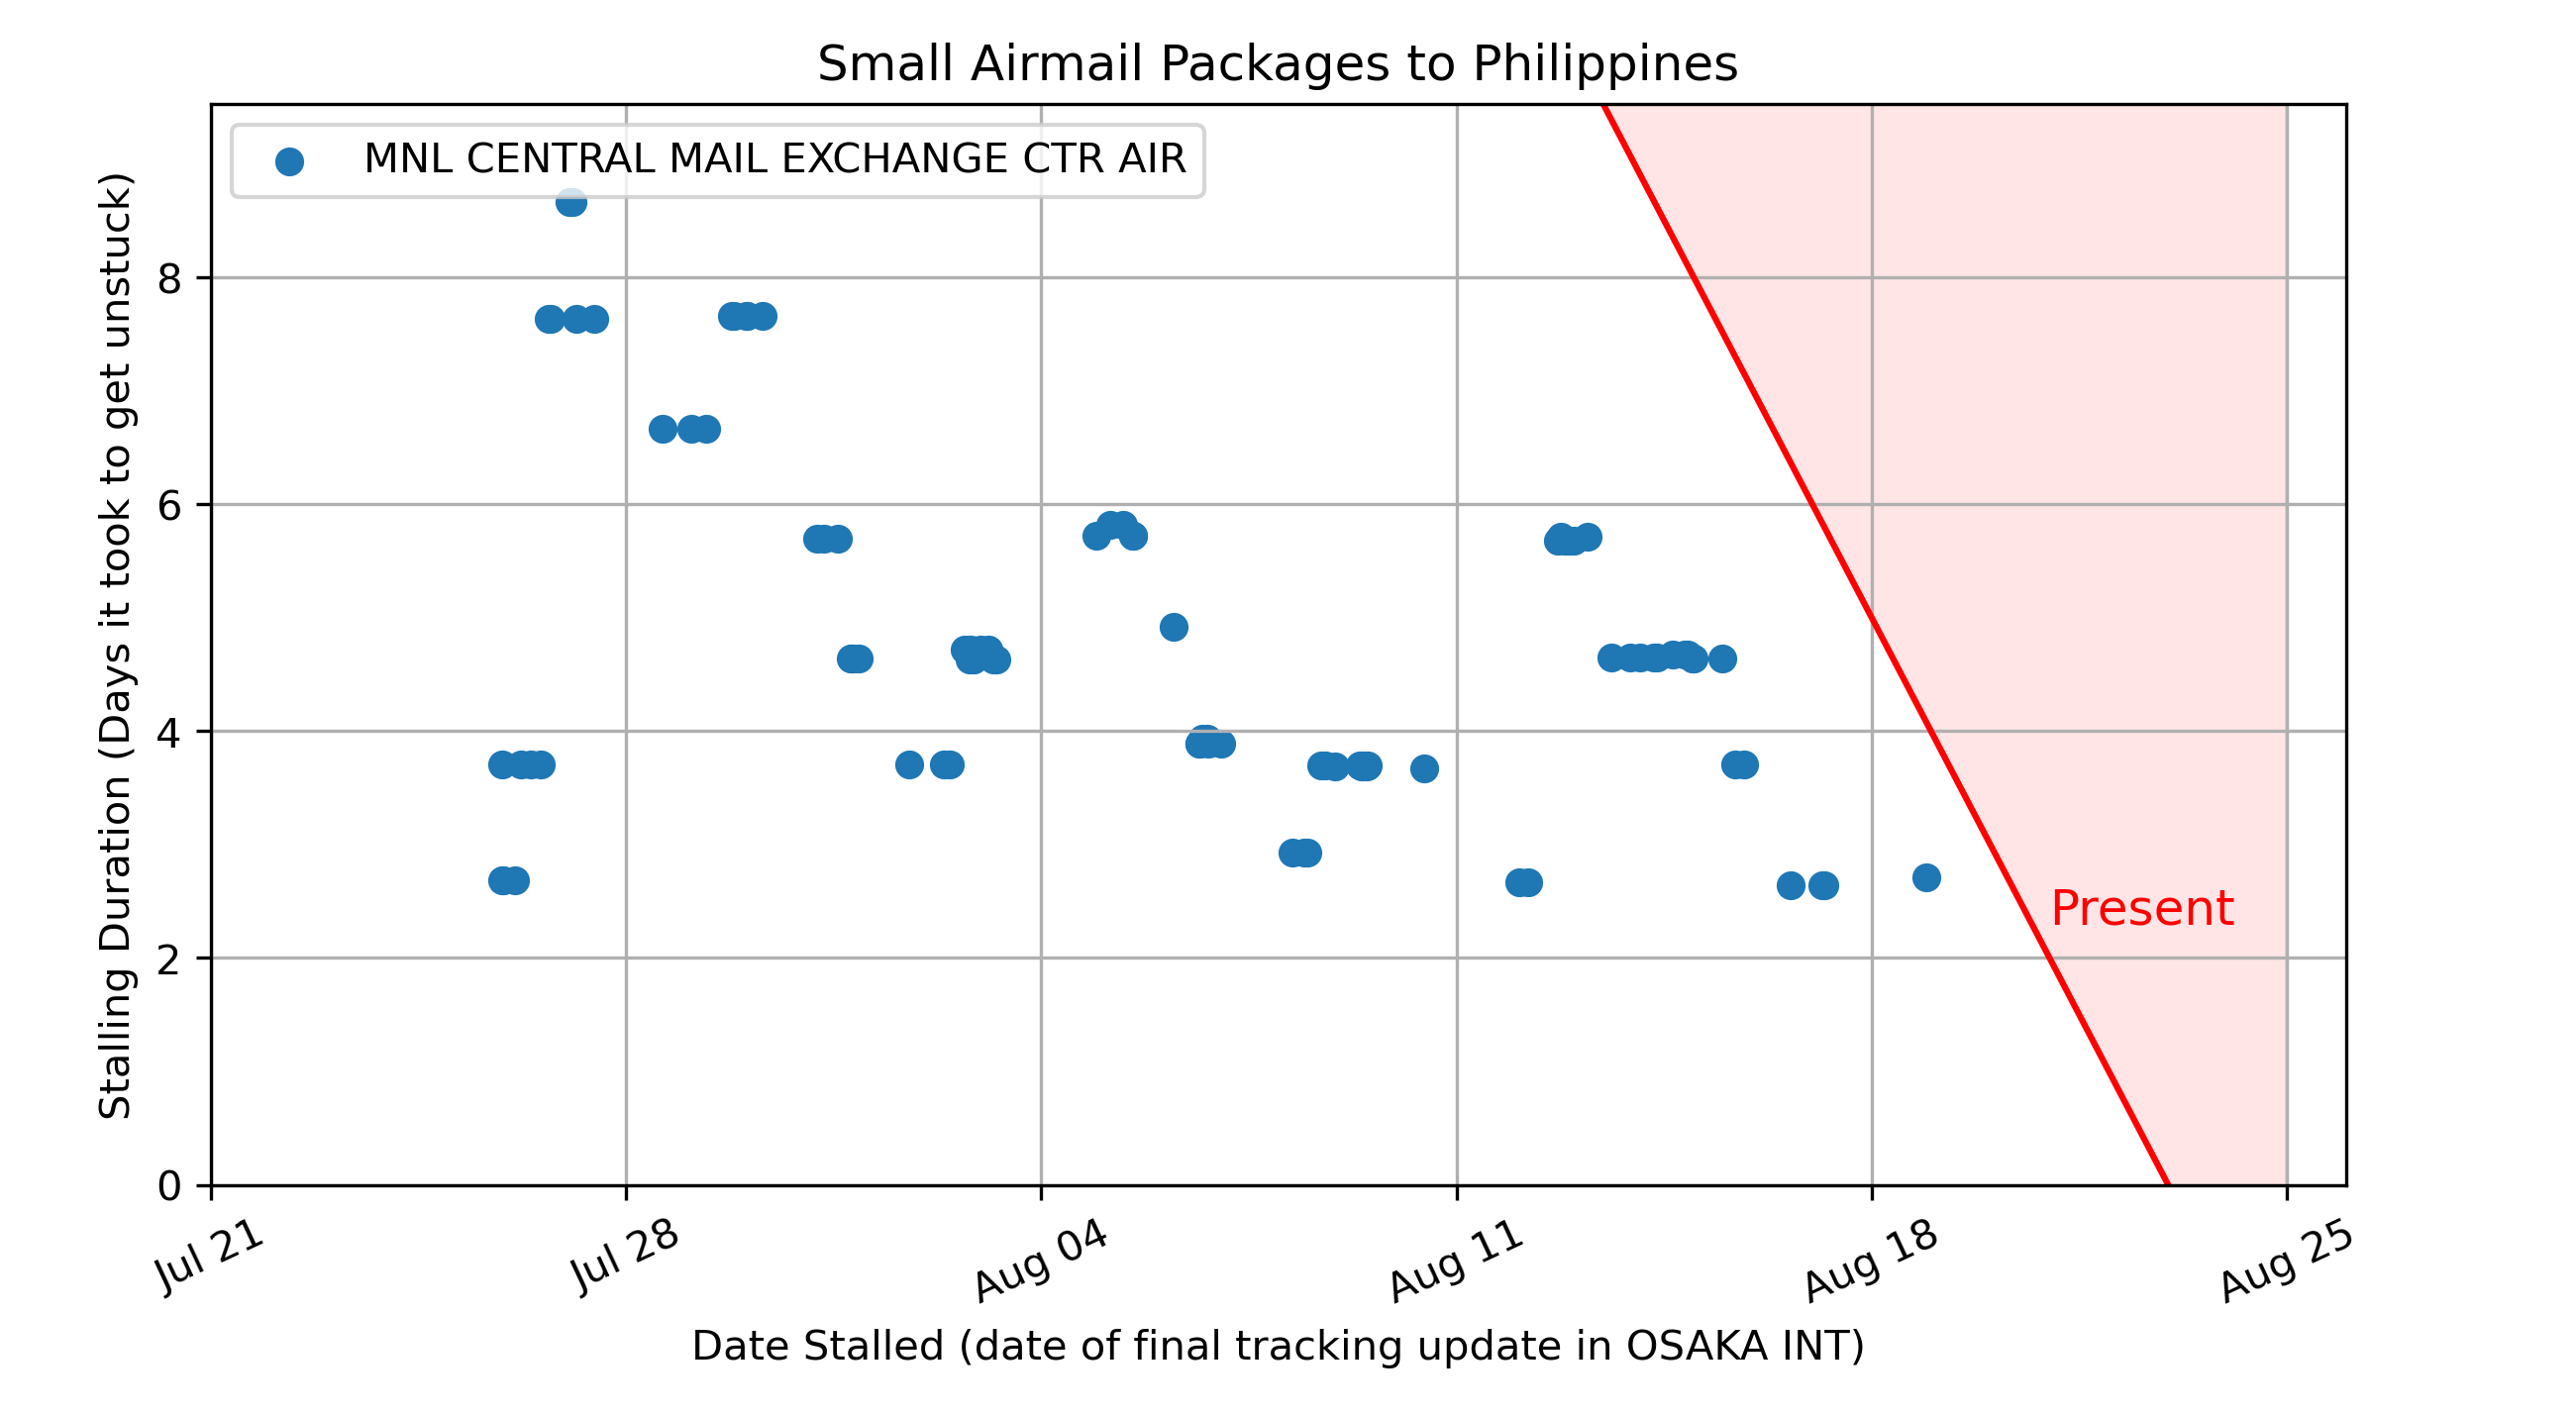 Small Airmail Packages to Philippines
MNL CENTRAL MAIL EXCHANGE CTR AIR
Stalling Duration (Days it took to get unstuck)
8
6
4
2
0
Present
Jul 21
Jul 28
Aug 04
Aug 11
Aug 18
Aug 25
Date Stalled (date of final tracking update in OSAKA INT)